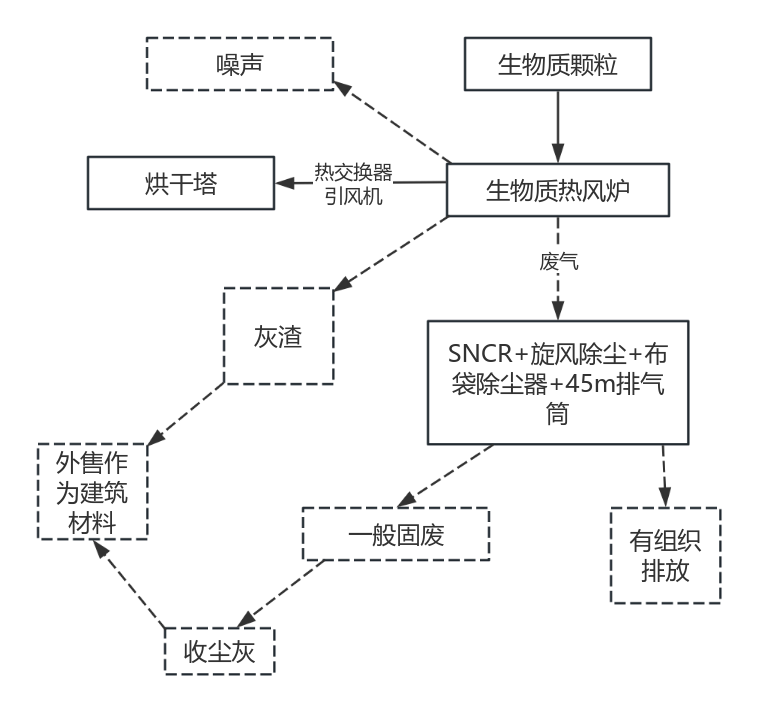 噪声
生物质颗粒
烘干塔
热交换器
引风机
生物质热风炉
废气
灰渣
SNCR+旋风除尘+布
袋除尘器+45m排气
筒
外售作
为建筑
材料
一般固废
有组织
排放
收尘灰